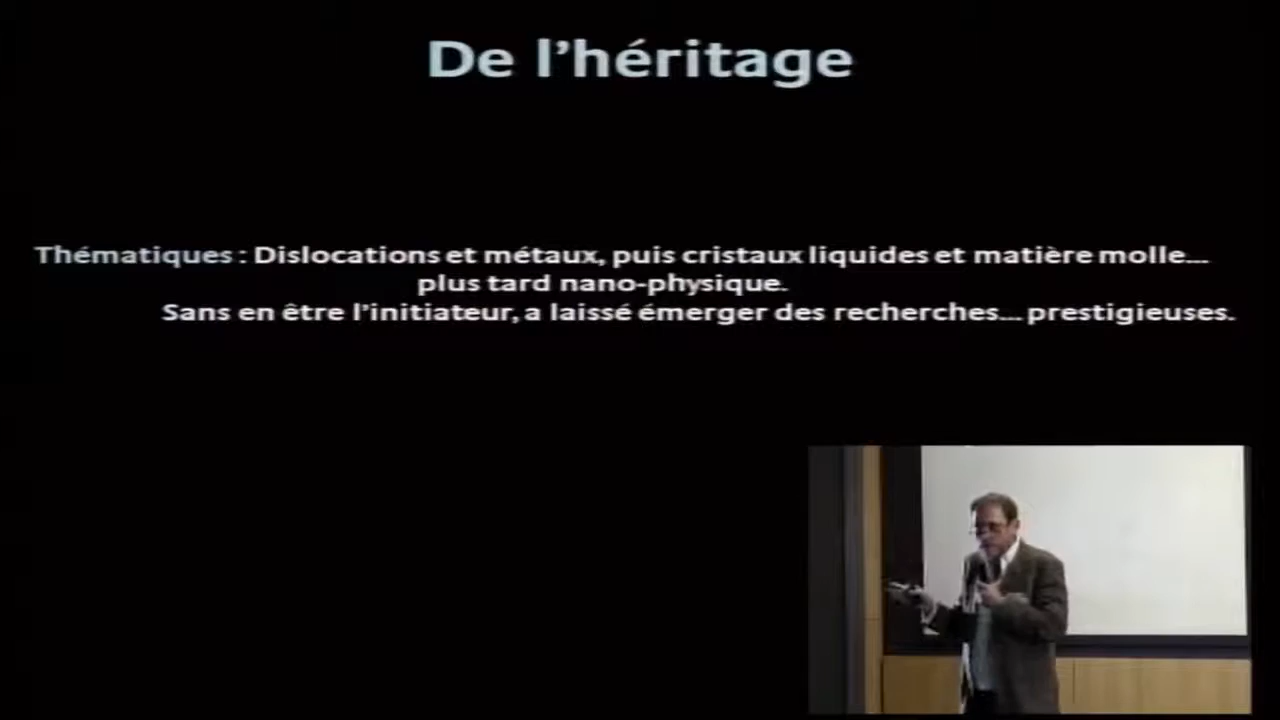 De l’héritage
Thématiques : Dislocations et métaux, puis cristaux liquides et matière molle...
plus tard nano-physique.
Sans en être l’initiateur, a laissé émerger des recherches... prestigieuses.